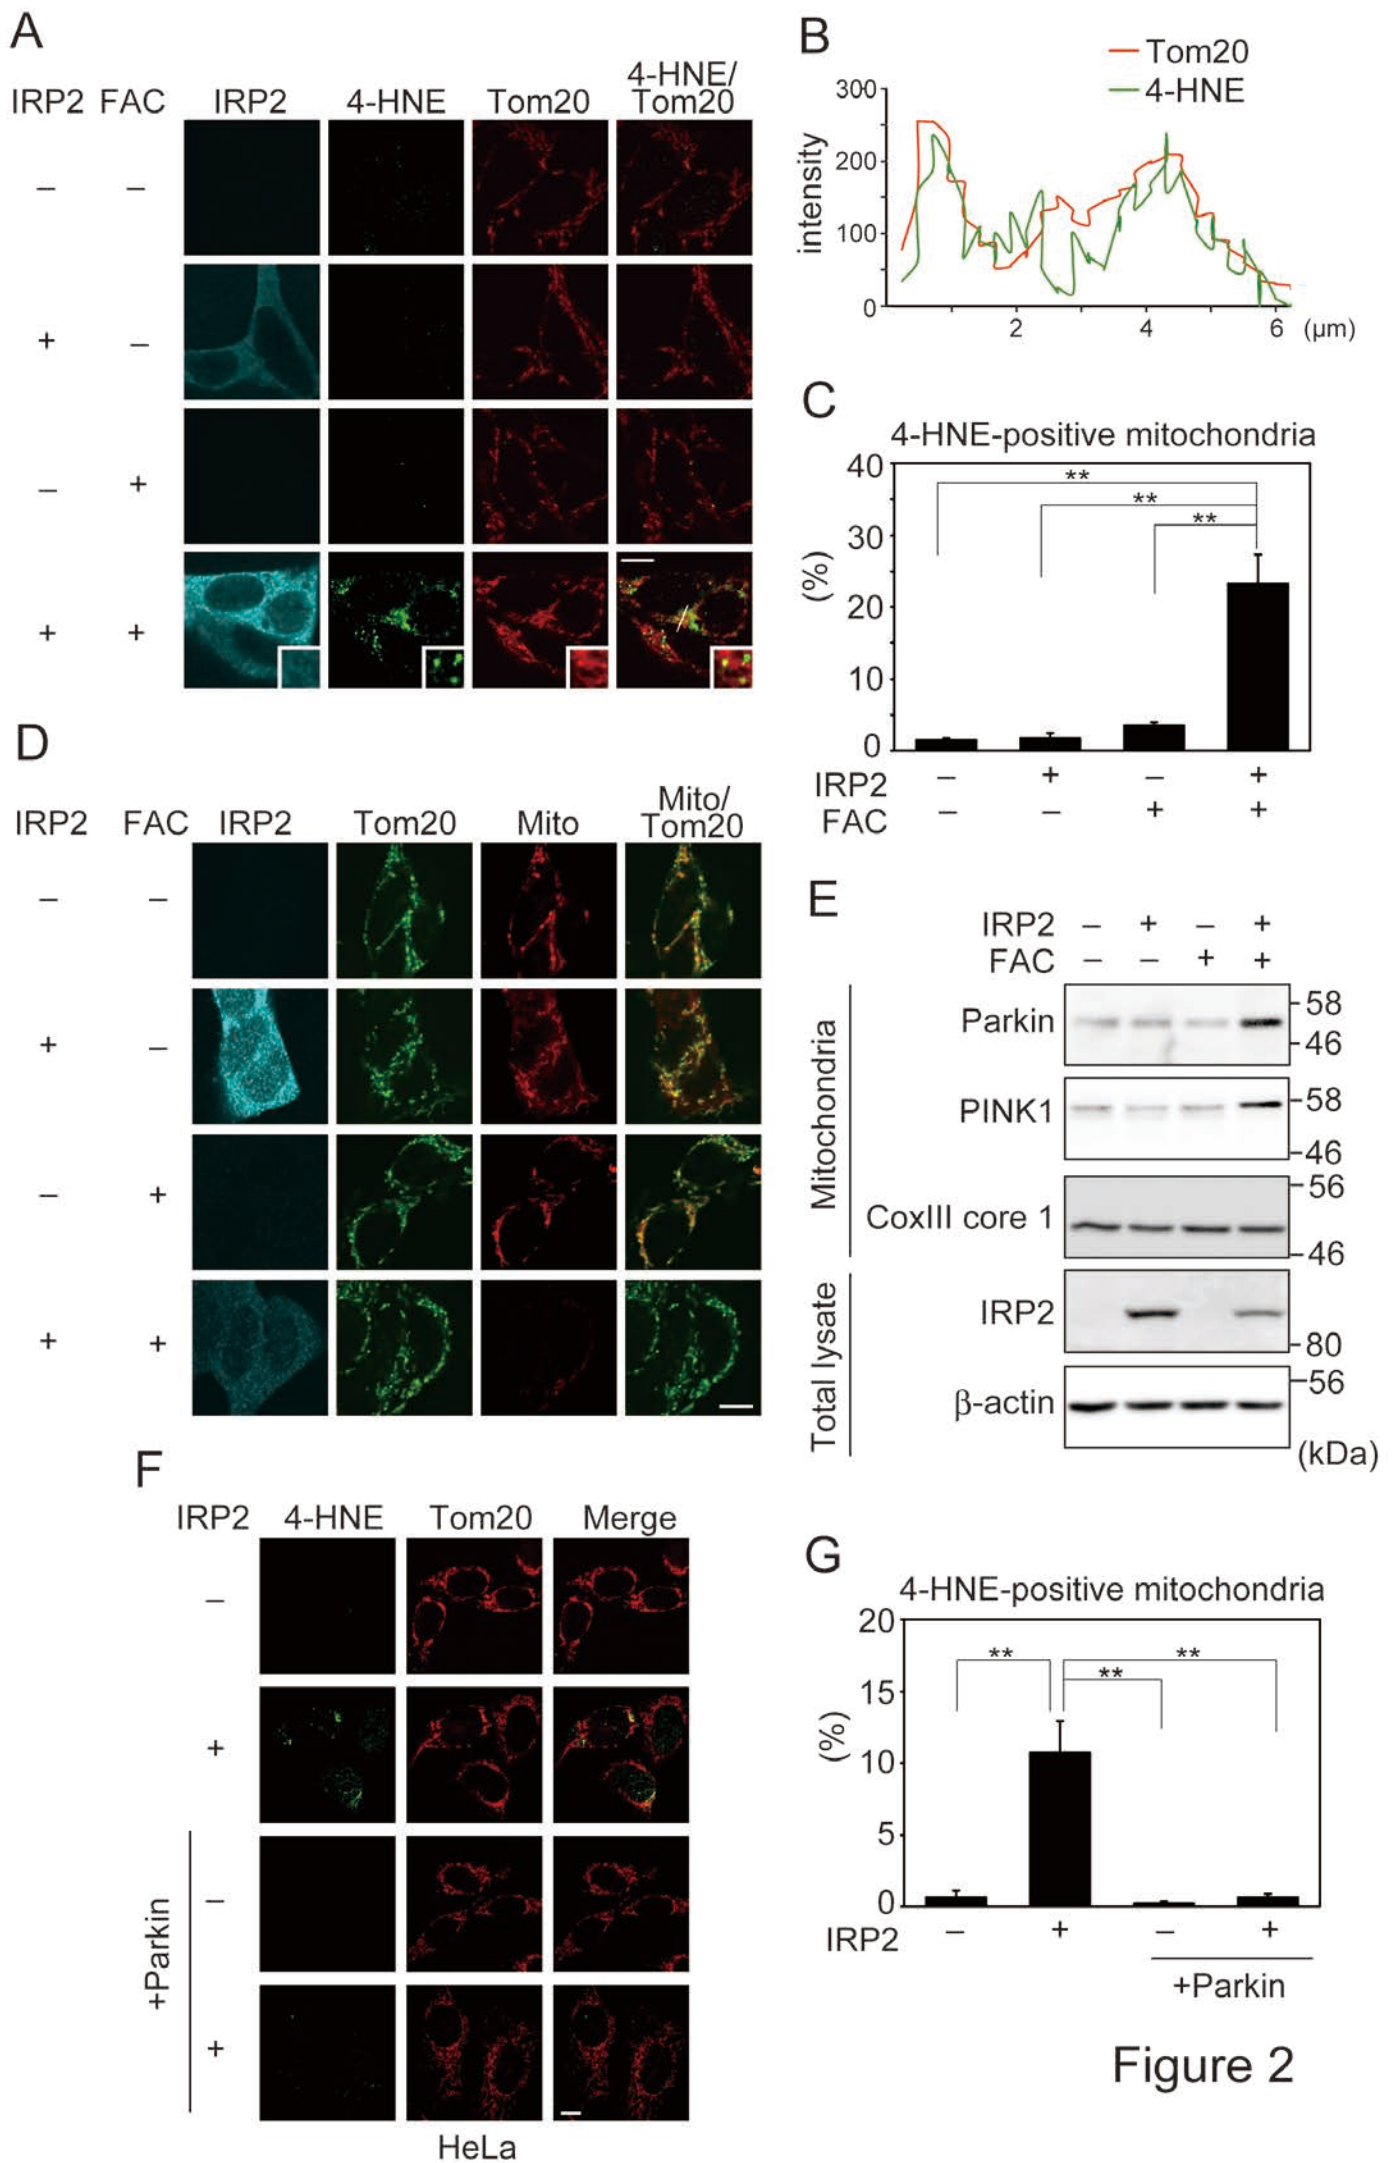 A
IRP2 FAC IRP2 4-HNE Tom20 4-HNE/
Tom20
– –
+ –
– +
+ +
B
Tom20
4-HNE
intensity
300
200
100
0
2 4 6 (μm)
C
4-HNE-positive mitochondria
(%)
40
30
20
10
0
** ** **
IRP2 – + – +
FAC – – + +
D
IRP2 FAC IRP2 Tom20 Mito Mito/
Tom20
– –
+ –
– +
+ +
E
IRP2 – + – +
FAC – – + +
Mitochondria
Parkin 58
46
PINK1 58
46
CoxIII core 1 56
46
Total lysate
IRP2
80
β-actin 56
(kDa)
F
IRP2 4-HNE Tom20 Merge
–
+
+Parkin
–
+
HeLa
G
4-HNE-positive mitochondria
(%)
20
15
10
5
0
** ** **
IRP2 – + – +
+Parkin
Figure 2